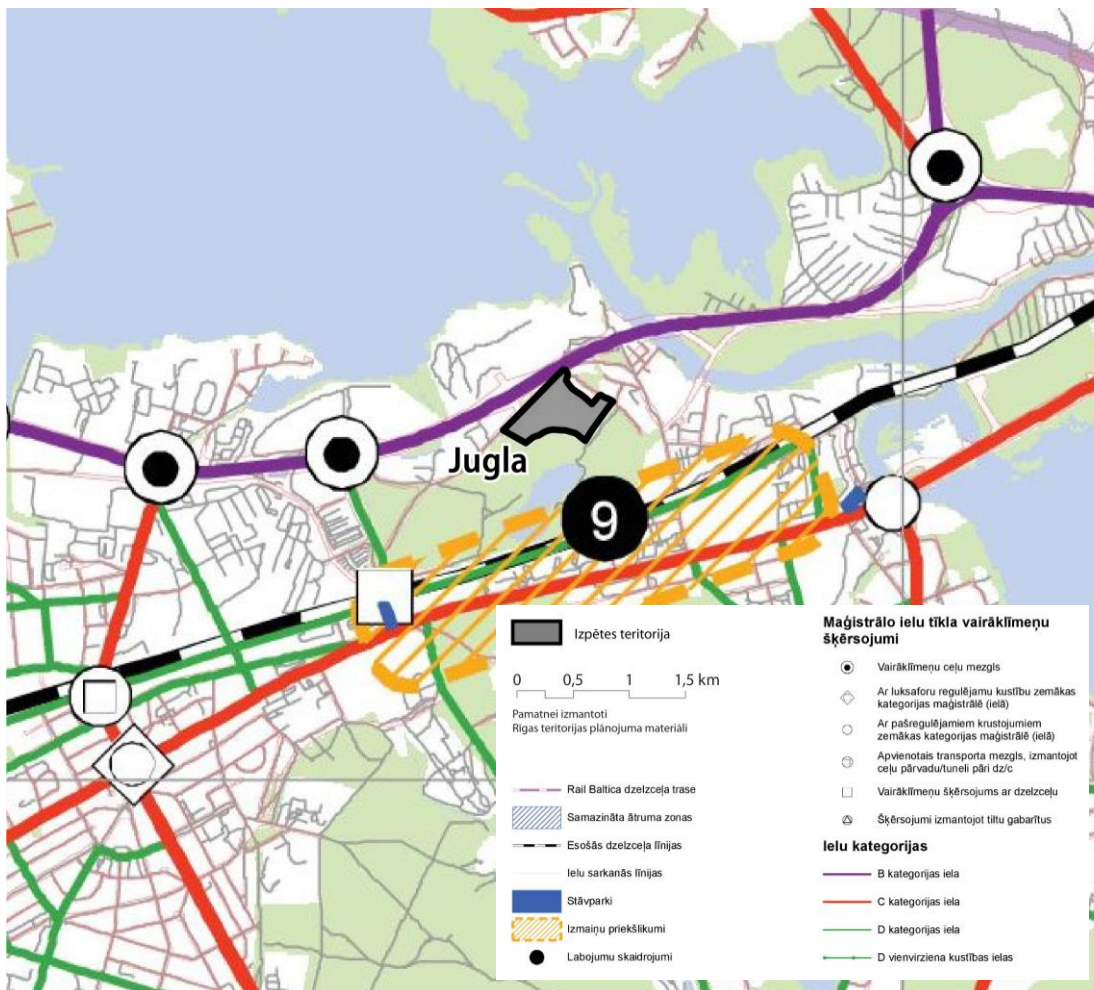 Jugla
9
Izpētes teritorija
0 0,5 1 1,5 km
Pamatnei izmantoti
Rīgas teritorijas plānojuma materiāli
Rail Baltica dzelzceļa trase
Samazināta ātruma zonas
Esošās dzelzceļa līnijas
Ielu sarkanās līnijas
Stāvparki
Izmaiņu priekšlikumi
Labojumu skaidrojumi
Maģistrālo ielu tīkla vairāklīmeņu
šķērsojumi
Vairāklīmeņu ceļu mezgls
Ar luksaforu regulējamu kustību zemākas
kategorijas maģistrālē (ielā)
Ar pašregulējamiem krustojumiem
zemākas kategorijas maģistrālē (ielā)
Apvienotais transporta mezgls, izmantojot
ceļu pārvadu/tuneli pāri dz/c
Vairāklīmeņu šķērsojums ar dzelzceļu
Šķērsojumi izmantojot tiltu gabarītus
Ielu kategorijas
B kategorijas iela
C kategorijas iela
D kategorijas iela
D vienvirziena kustības ielas